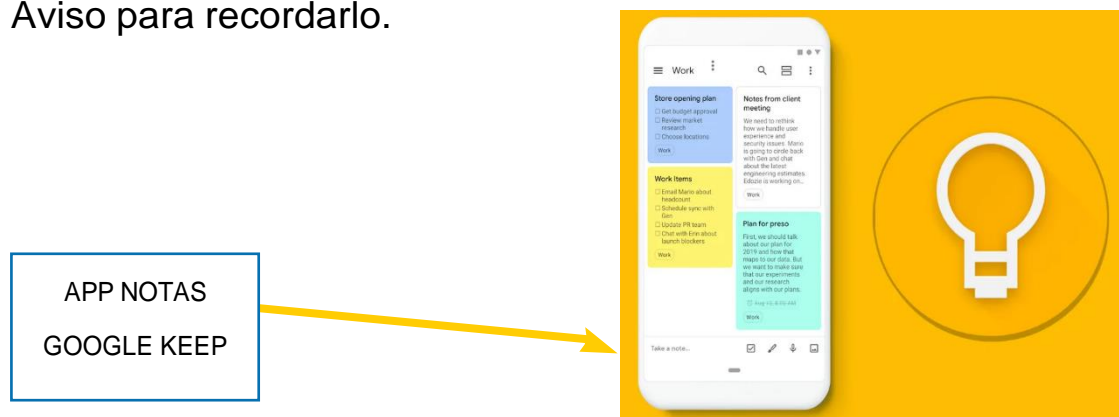 Aviso para recordarlo.
APP NOTAS
GOOGLE KEEP
Work
Store opening plan
Get budget approval
Review market
research
Choose locations
Work
Work Items
Email Mario about
headcount
Schedule sync with
Gen
Update PR team
Chat with Erin about
launch blockers
Work
Notes from client
meeting
We need to rethink
how we handle user
experience and
security issues. Mario
is going to circle back
with Gen and chat
about the latest
engineering estimates.
Edozie is working on...
Work
Plan for preso
First, we should talk
about our plan for
2019 and how that
maps to our data. But
we want to make sure
that our experiments
and our research
aligns with our plans.
Work
Take a note...